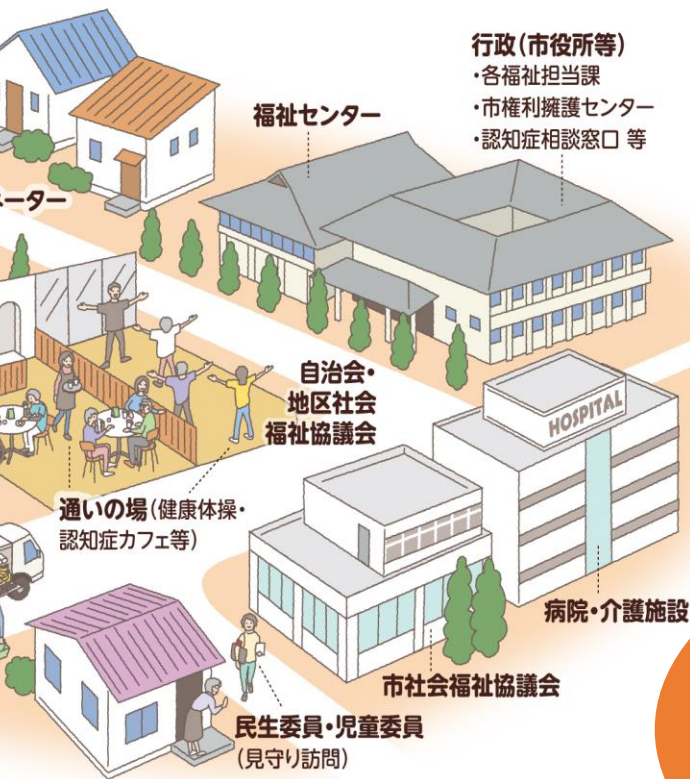 行政(市役所等)
・各福祉担当課
・市権利擁護センター
・認知症相談窓口 等
福祉センター
ーター
自治会・
地区社会
福祉協議会
HOSPITAL
通いの場(健康体操・
認知症カフェ等)
病院・介護施設
市社会福祉協議会
民生委員・児童委員
(見守り訪問)